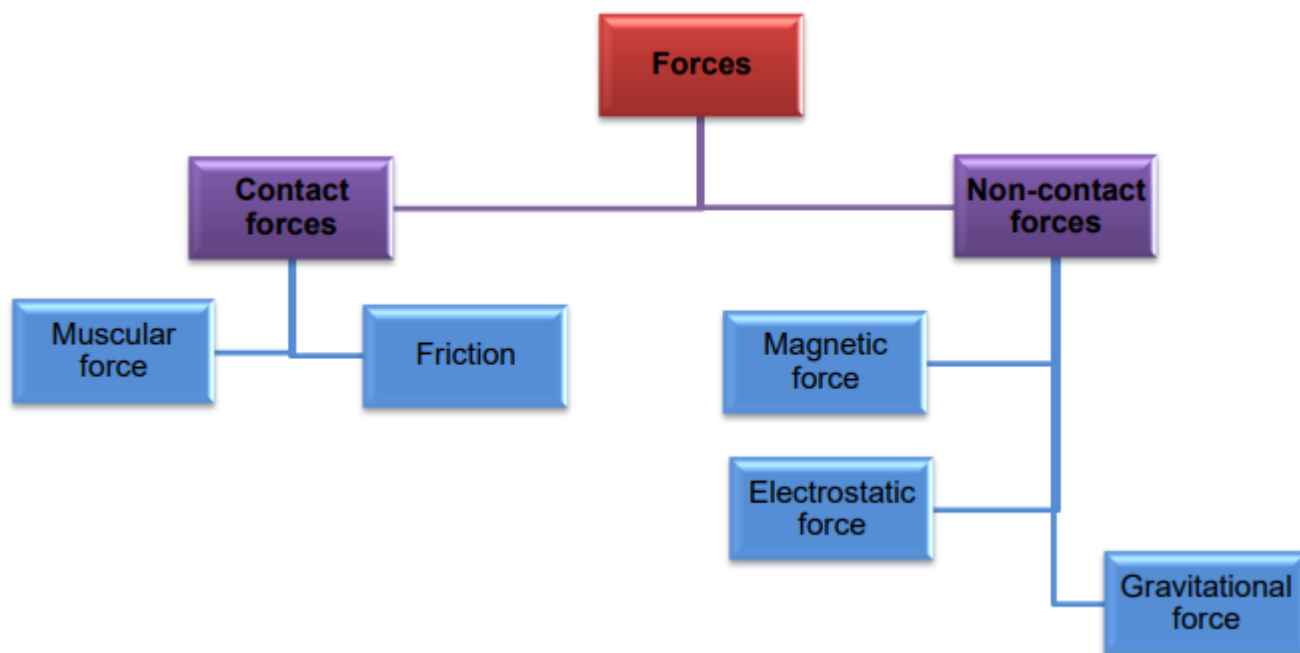 Forces
Contact
forces
Non-contact
forces
Muscular
force
Friction
Magnetic
force
Electrostatic
force
Gravitational
force